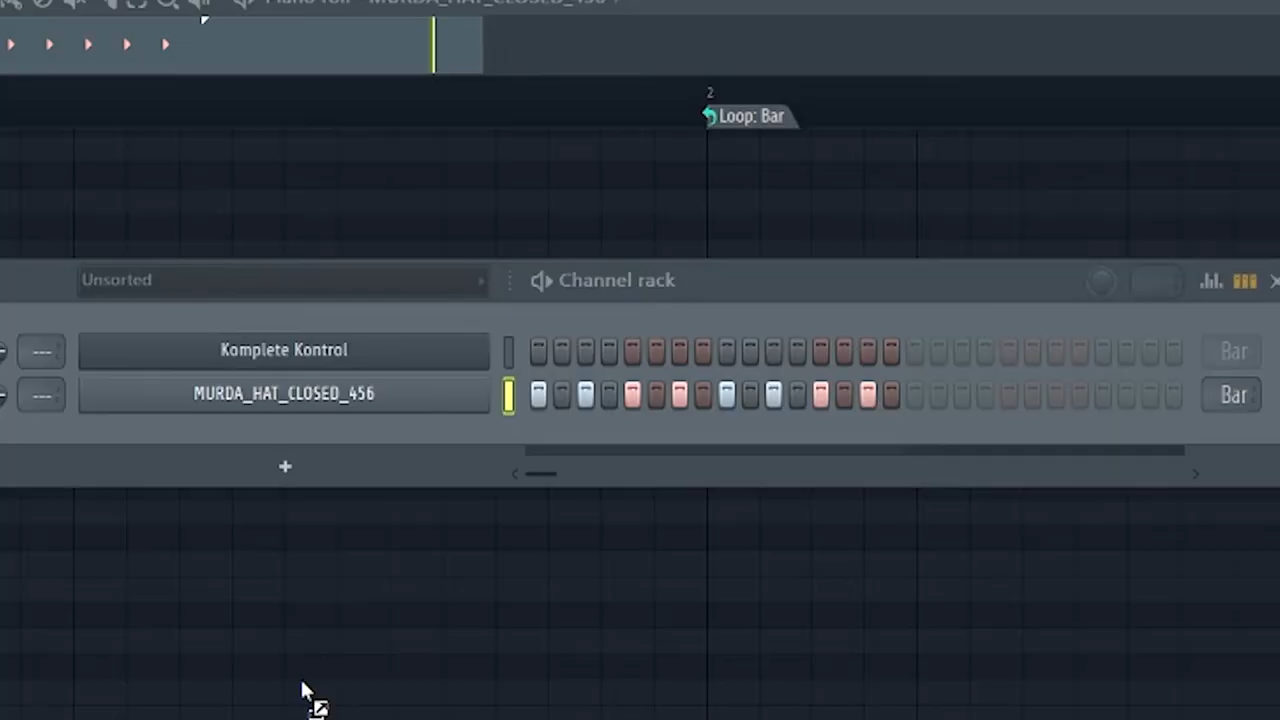 Piano roll - MURDA_HAT_CLOSED_456
2
Loop: Bar
Unsorted
Channel rack
Komplete Kontrol
Bar
MURDA_HAT_CLOSED_456
Bar